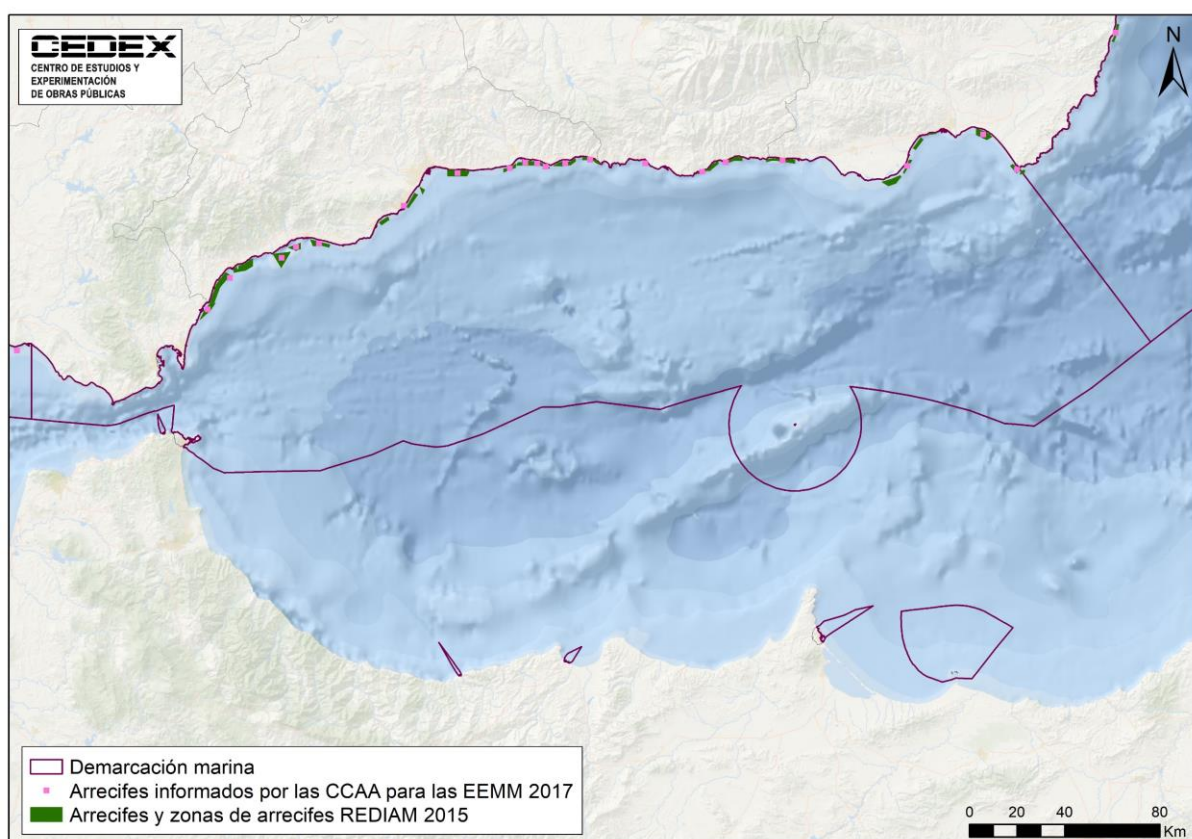 CEDEX
CENTRO DE ESTUDIOS Y
EXPERIMENTACIÓN
DE OBRAS PÚBLICAS
N
Demarcación marina
Arrecifes informados por las CCAA para las EEMM 2017
Arrecifes y zonas de arrecifes REDIAM 2015
0 20 40 80
Km